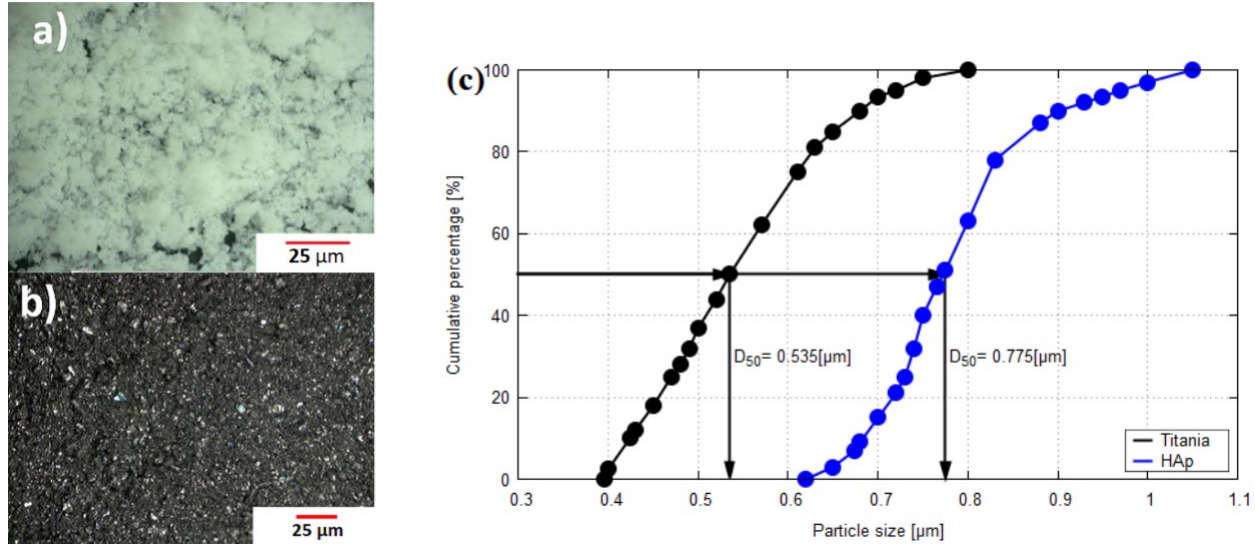 a)
25 µm
b)
25 µm
(c)
100
80
60
40
20
0
Cumulative percentage [%]
D50= 0.535[µm]
D50= 0.775[µm]
Titania
HAp
0.3 0.4 0.5 0.6 0.7 0.8 0.9 1 1.1
Particle size [µm]